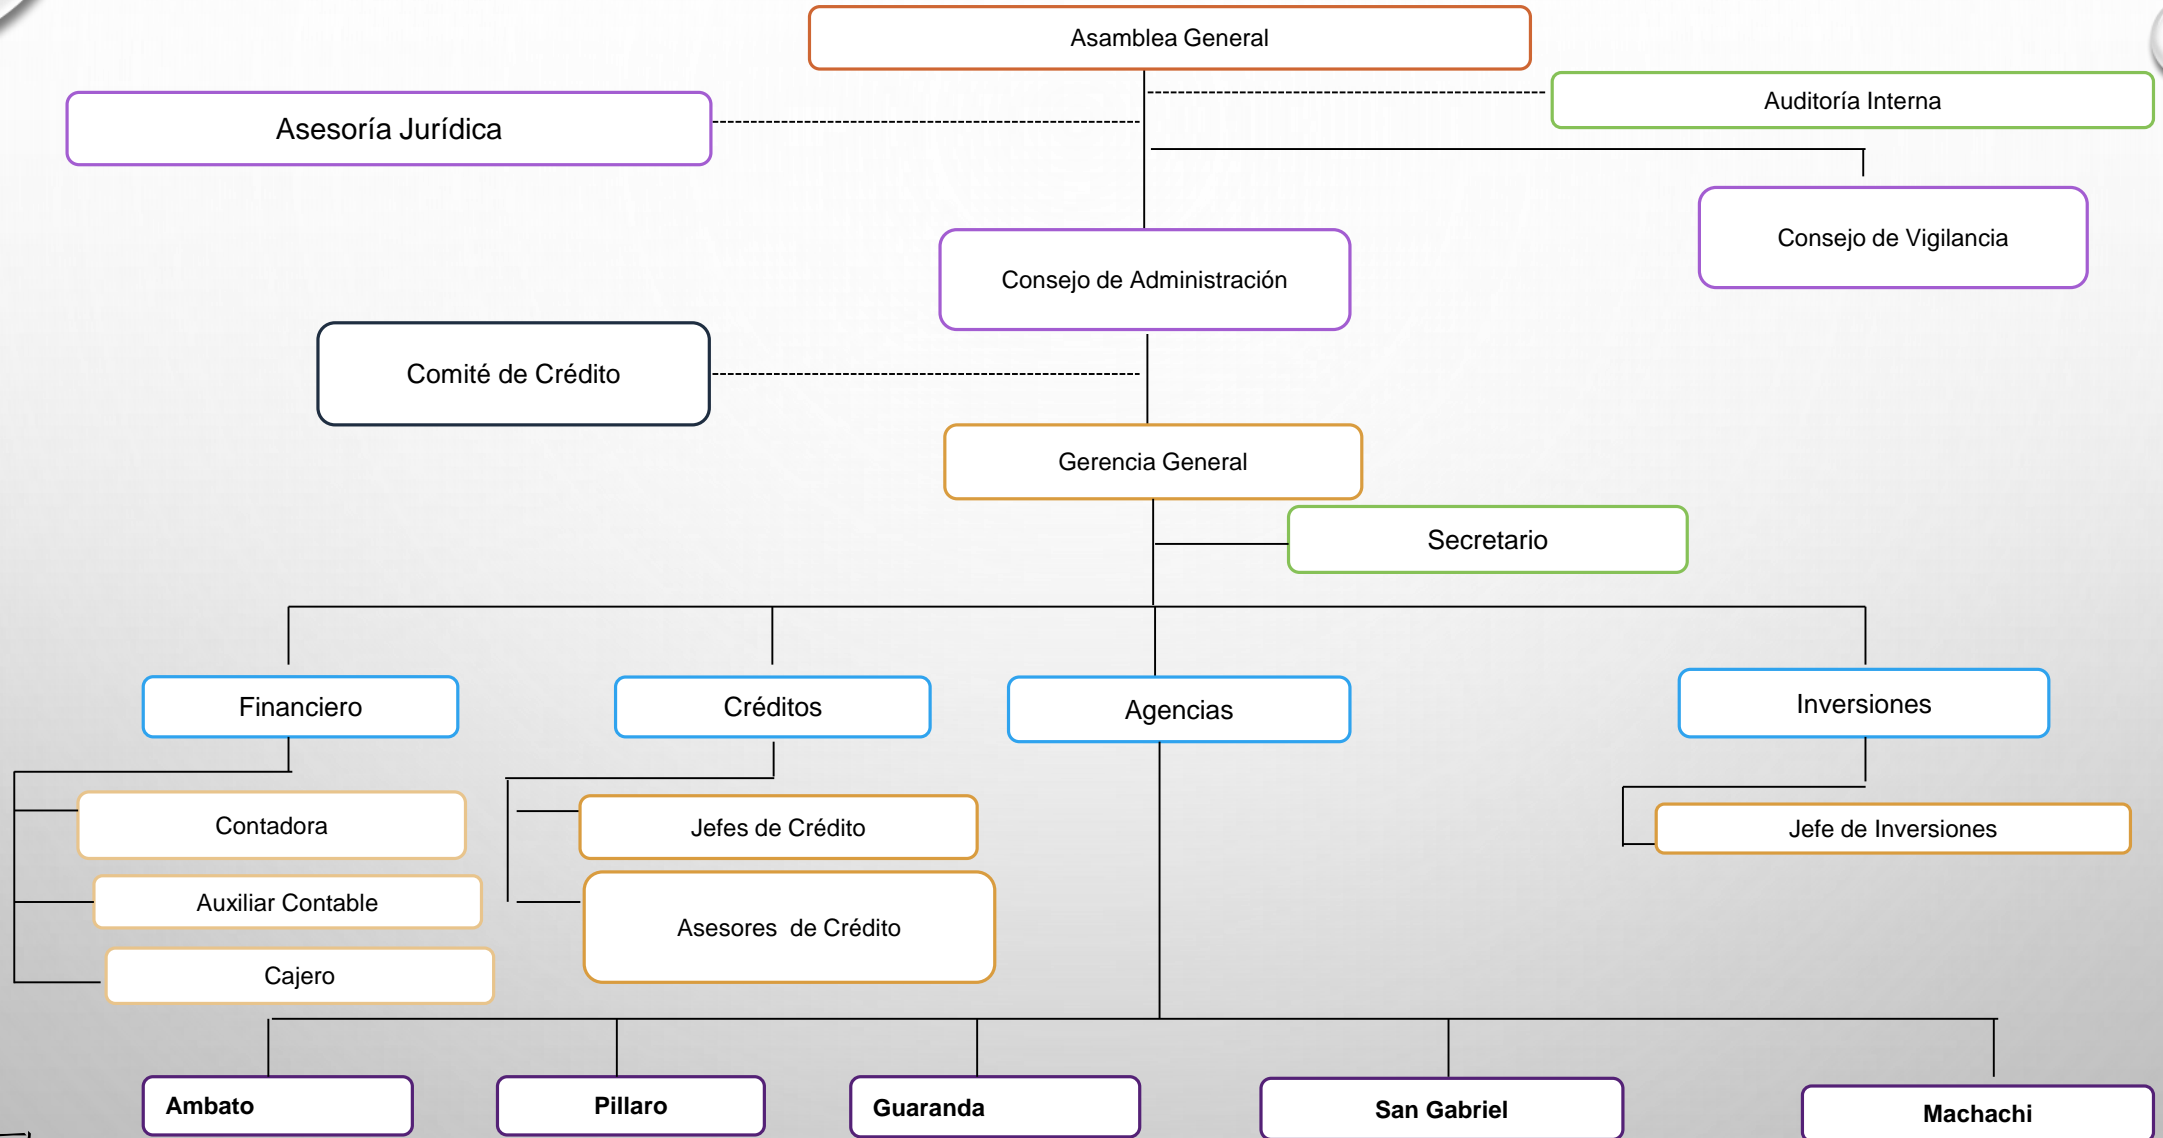 Asamblea General
Auditoría Interna
Asesoría Jurídica
Consejo de Vigilancia
Consejo de Administración
Comité de Crédito
Gerencia General
Secretario
Financiero
Créditos
Agencias
Inversiones
Contadora
Jefes de Crédito
Jefe de Inversiones
Auxiliar Contable
Asesores  de Crédito
Cajero
Ambato
Pillaro
Guaranda
San Gabriel
Machachi